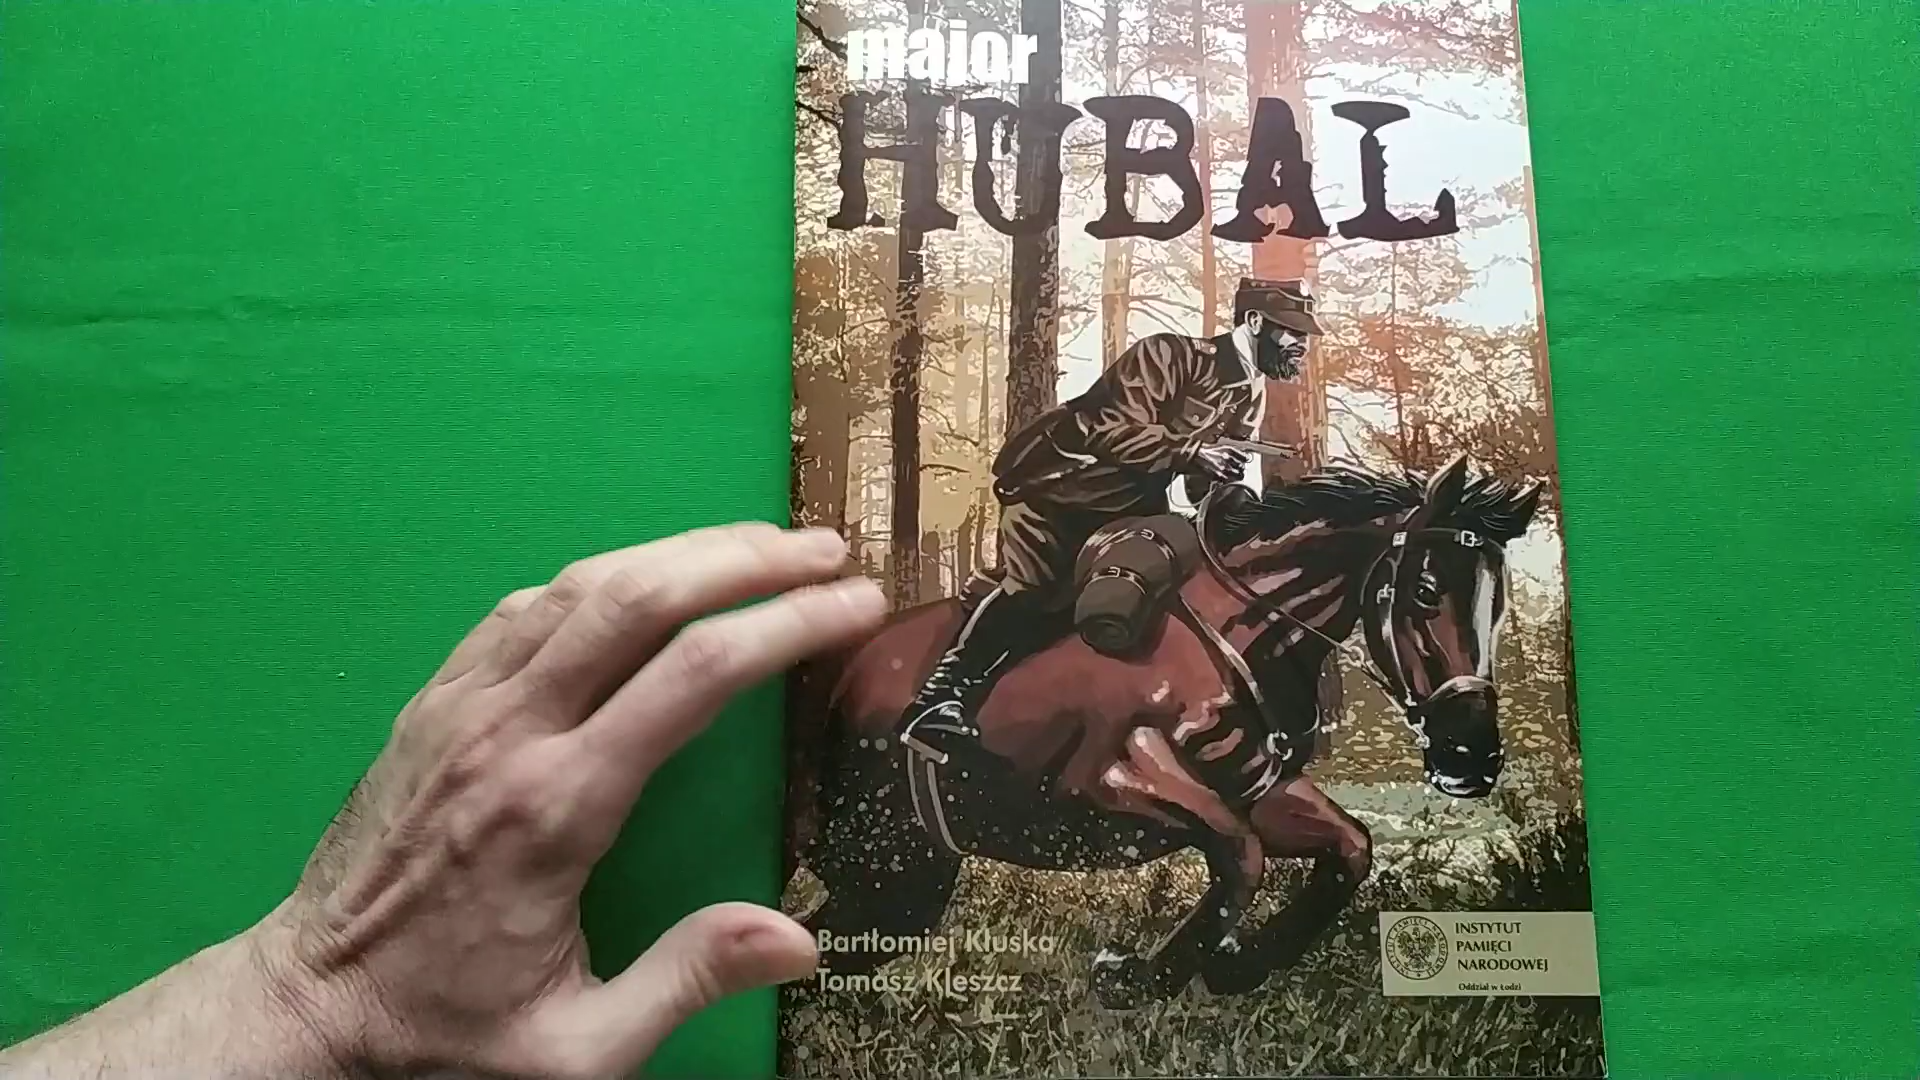 major
HUBAL
Bartłomiej Kluska
Tomasz Kleszcz
INSTYTUT
PAMIĘCI
NARODOWEJ
Oddział w Łodzi